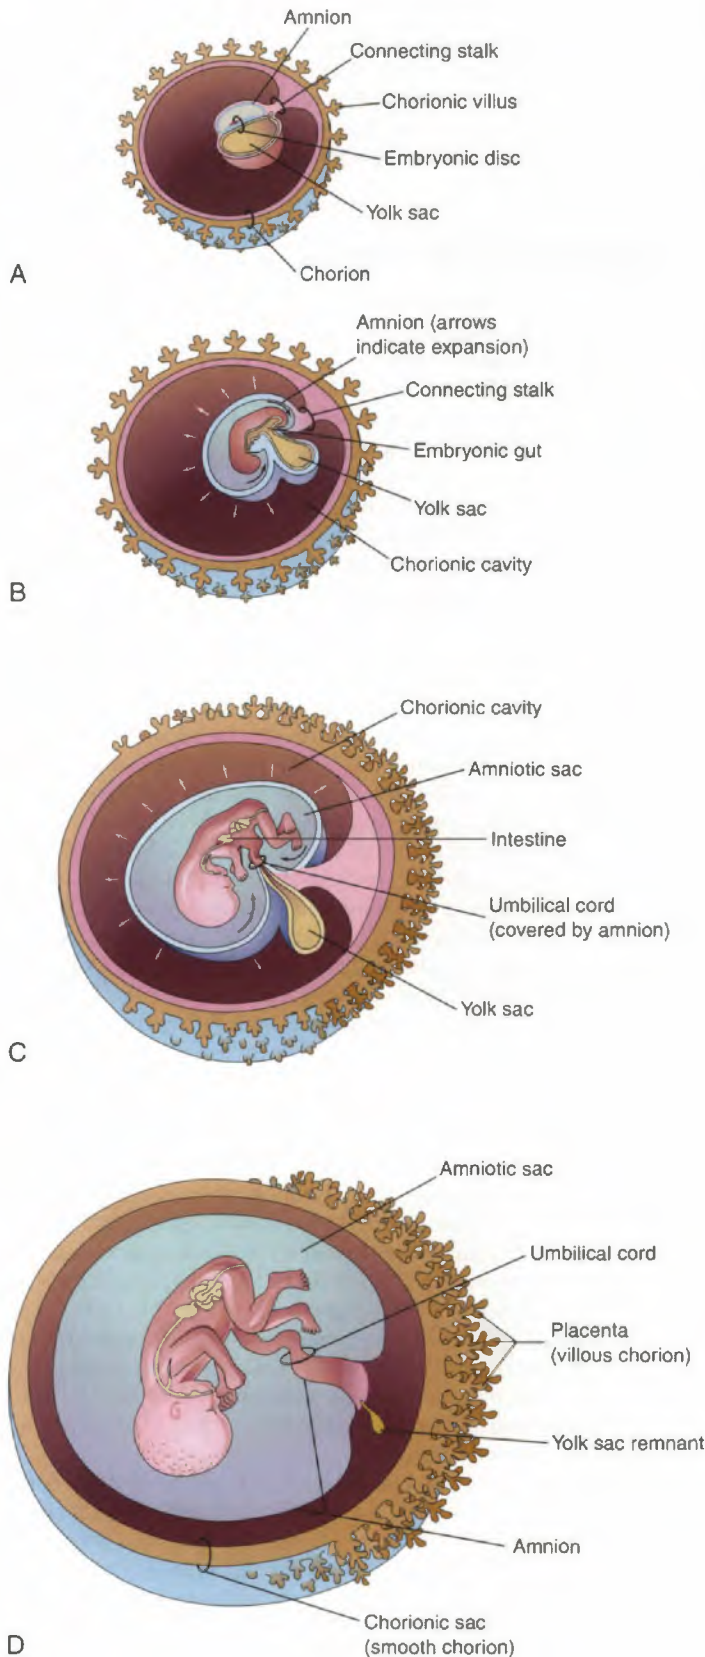 Amnion
Connecting stalk
Chorionic villus
Embryonic disc
Yolk sac
Chorion
A
Amnion (arrows
indicate expansion)
Connecting stalk
Embryonic gut
Yolk sac
Chorionic cavity
B
Chorionic cavity
Amniotic sac
Intestine
Umbilical cord
(covered by amnion)
Yolk sac
C
Amniotic sac
Umbilical cord
Placenta
(villous chorion)
Yolk sac remnant
Amnion
Chorionic sac
(smooth chorion)
D